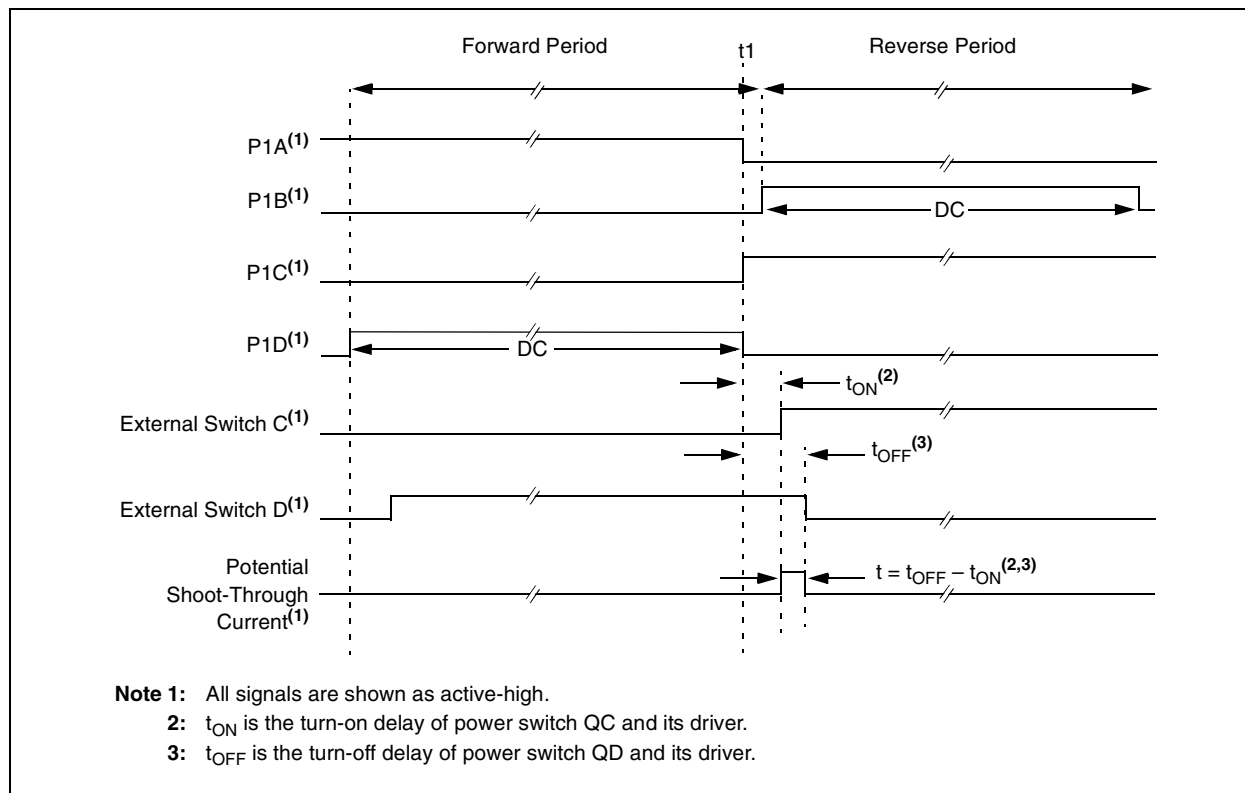 Forward Period
t1
Reverse Period
P1A(1)
P1B(1)
DC
P1C(1)
P1D(1)
DC
tON(2)
External Switch C(1)
tOFF(3)
External Switch D(1)
Potential
Shoot-Through
Current(1)
t = tOFF – tON(2,3)
Note 1: All signals are shown as active-high.
2: tON is the turn-on delay of power switch QC and its driver.
3: tOFF is the turn-off delay of power switch QD and its driver.